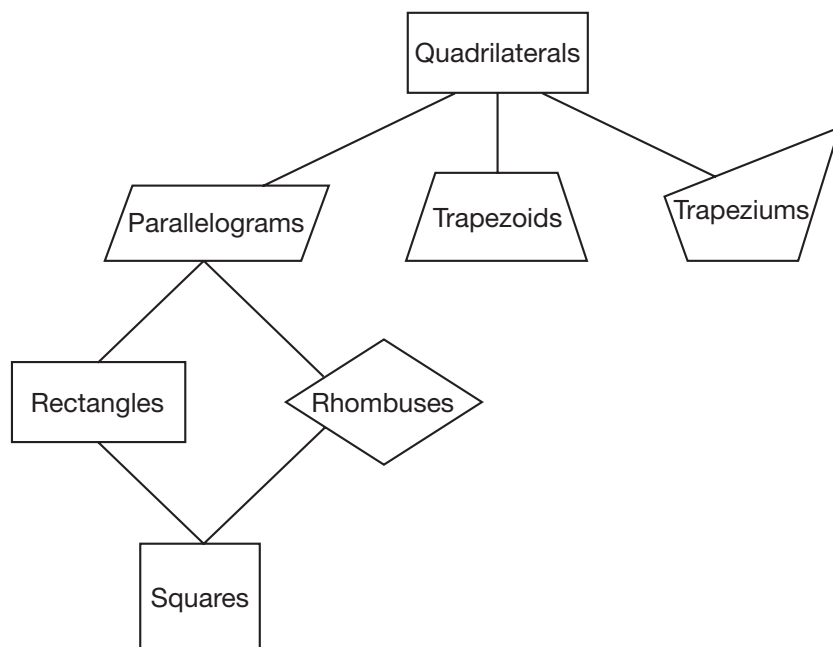 Quadrilaterals
Parallelograms
Trapezoids
Trapeziums
Rectangles
Rhombuses
Squares